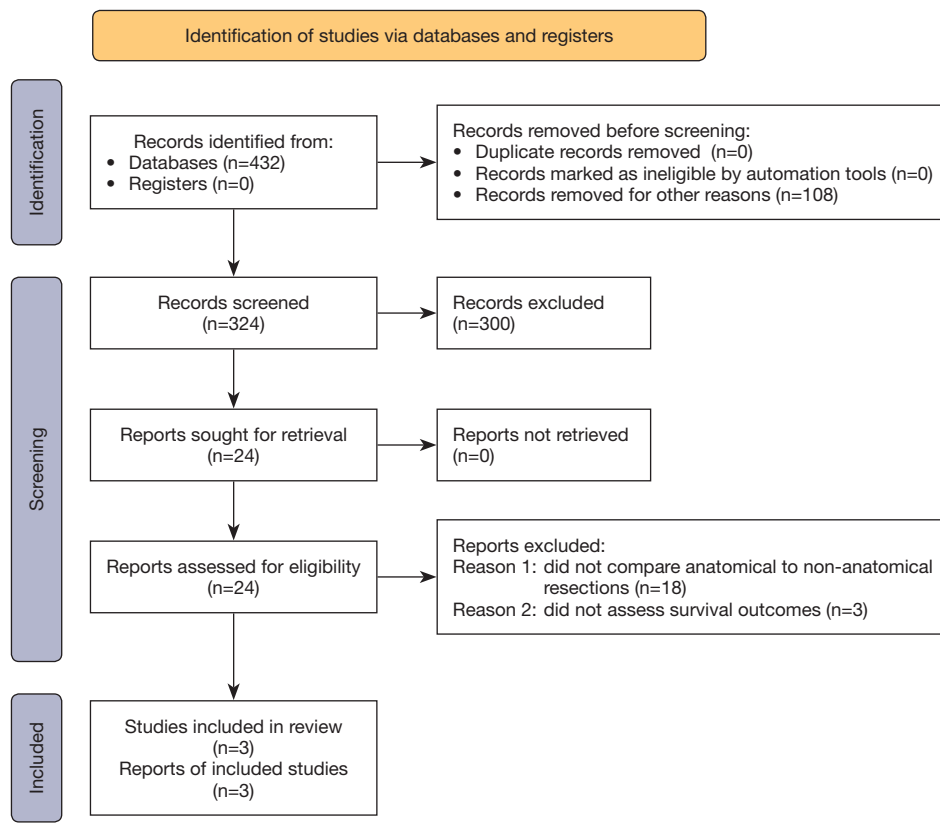 Identification of studies via databases and registers
Identification
Records identified from:
• Databases (n=432)
• Registers (n=0)
Records removed before screening:
• Duplicate records removed (n=0)
• Records marked as ineligible by automation tools (n=0)
• Records removed for other reasons (n=108)
Screening
Records screened
(n=324)
Records excluded
(n=300)
Reports sought for retrieval
(n=24)
Reports not retrieved
(n=0)
Reports assessed for eligibility
(n=24)
Reports excluded:
Reason 1: did not compare anatomical to non-anatomical
resections (n=18)
Reason 2: did not assess survival outcomes (n=3)
Included
Studies included in review
(n=3)
Reports of included studies
(n=3)